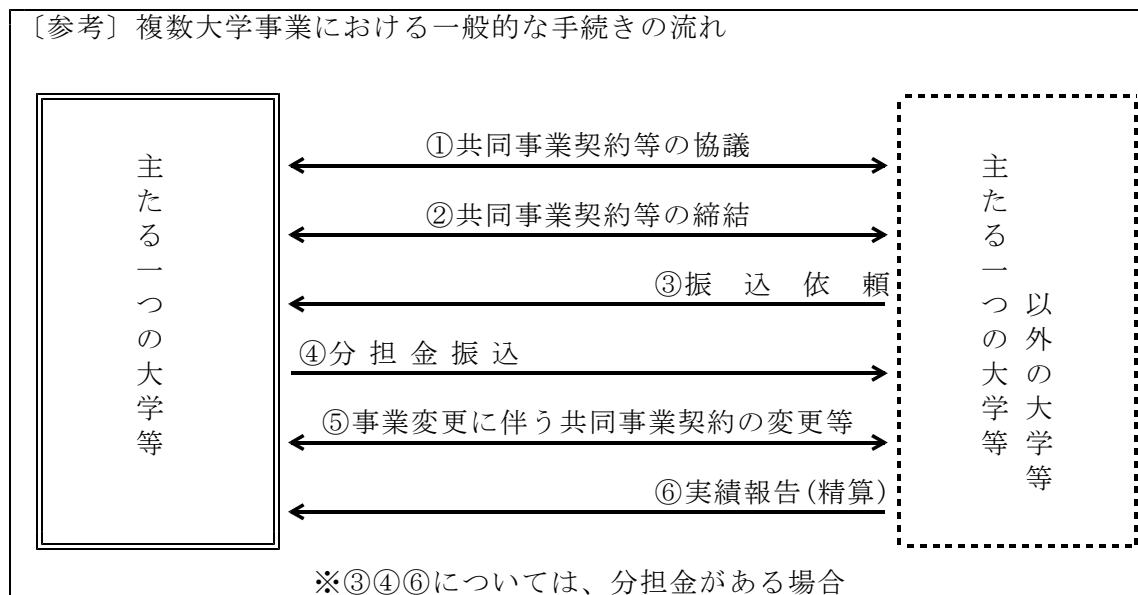 〔参考〕複数大学事業における一般的な手続きの流れ
主たる一つの大学等
①共同事業契約等の協議
②共同事業契約等の締結
③振　込　依　頼
④分 担 金 振 込
⑤事業変更に伴う共同事業契約の変更等
⑥実績報告(精算)
主たる一つの大学等
以外の大学等
※③④⑥については、分担金がある場合